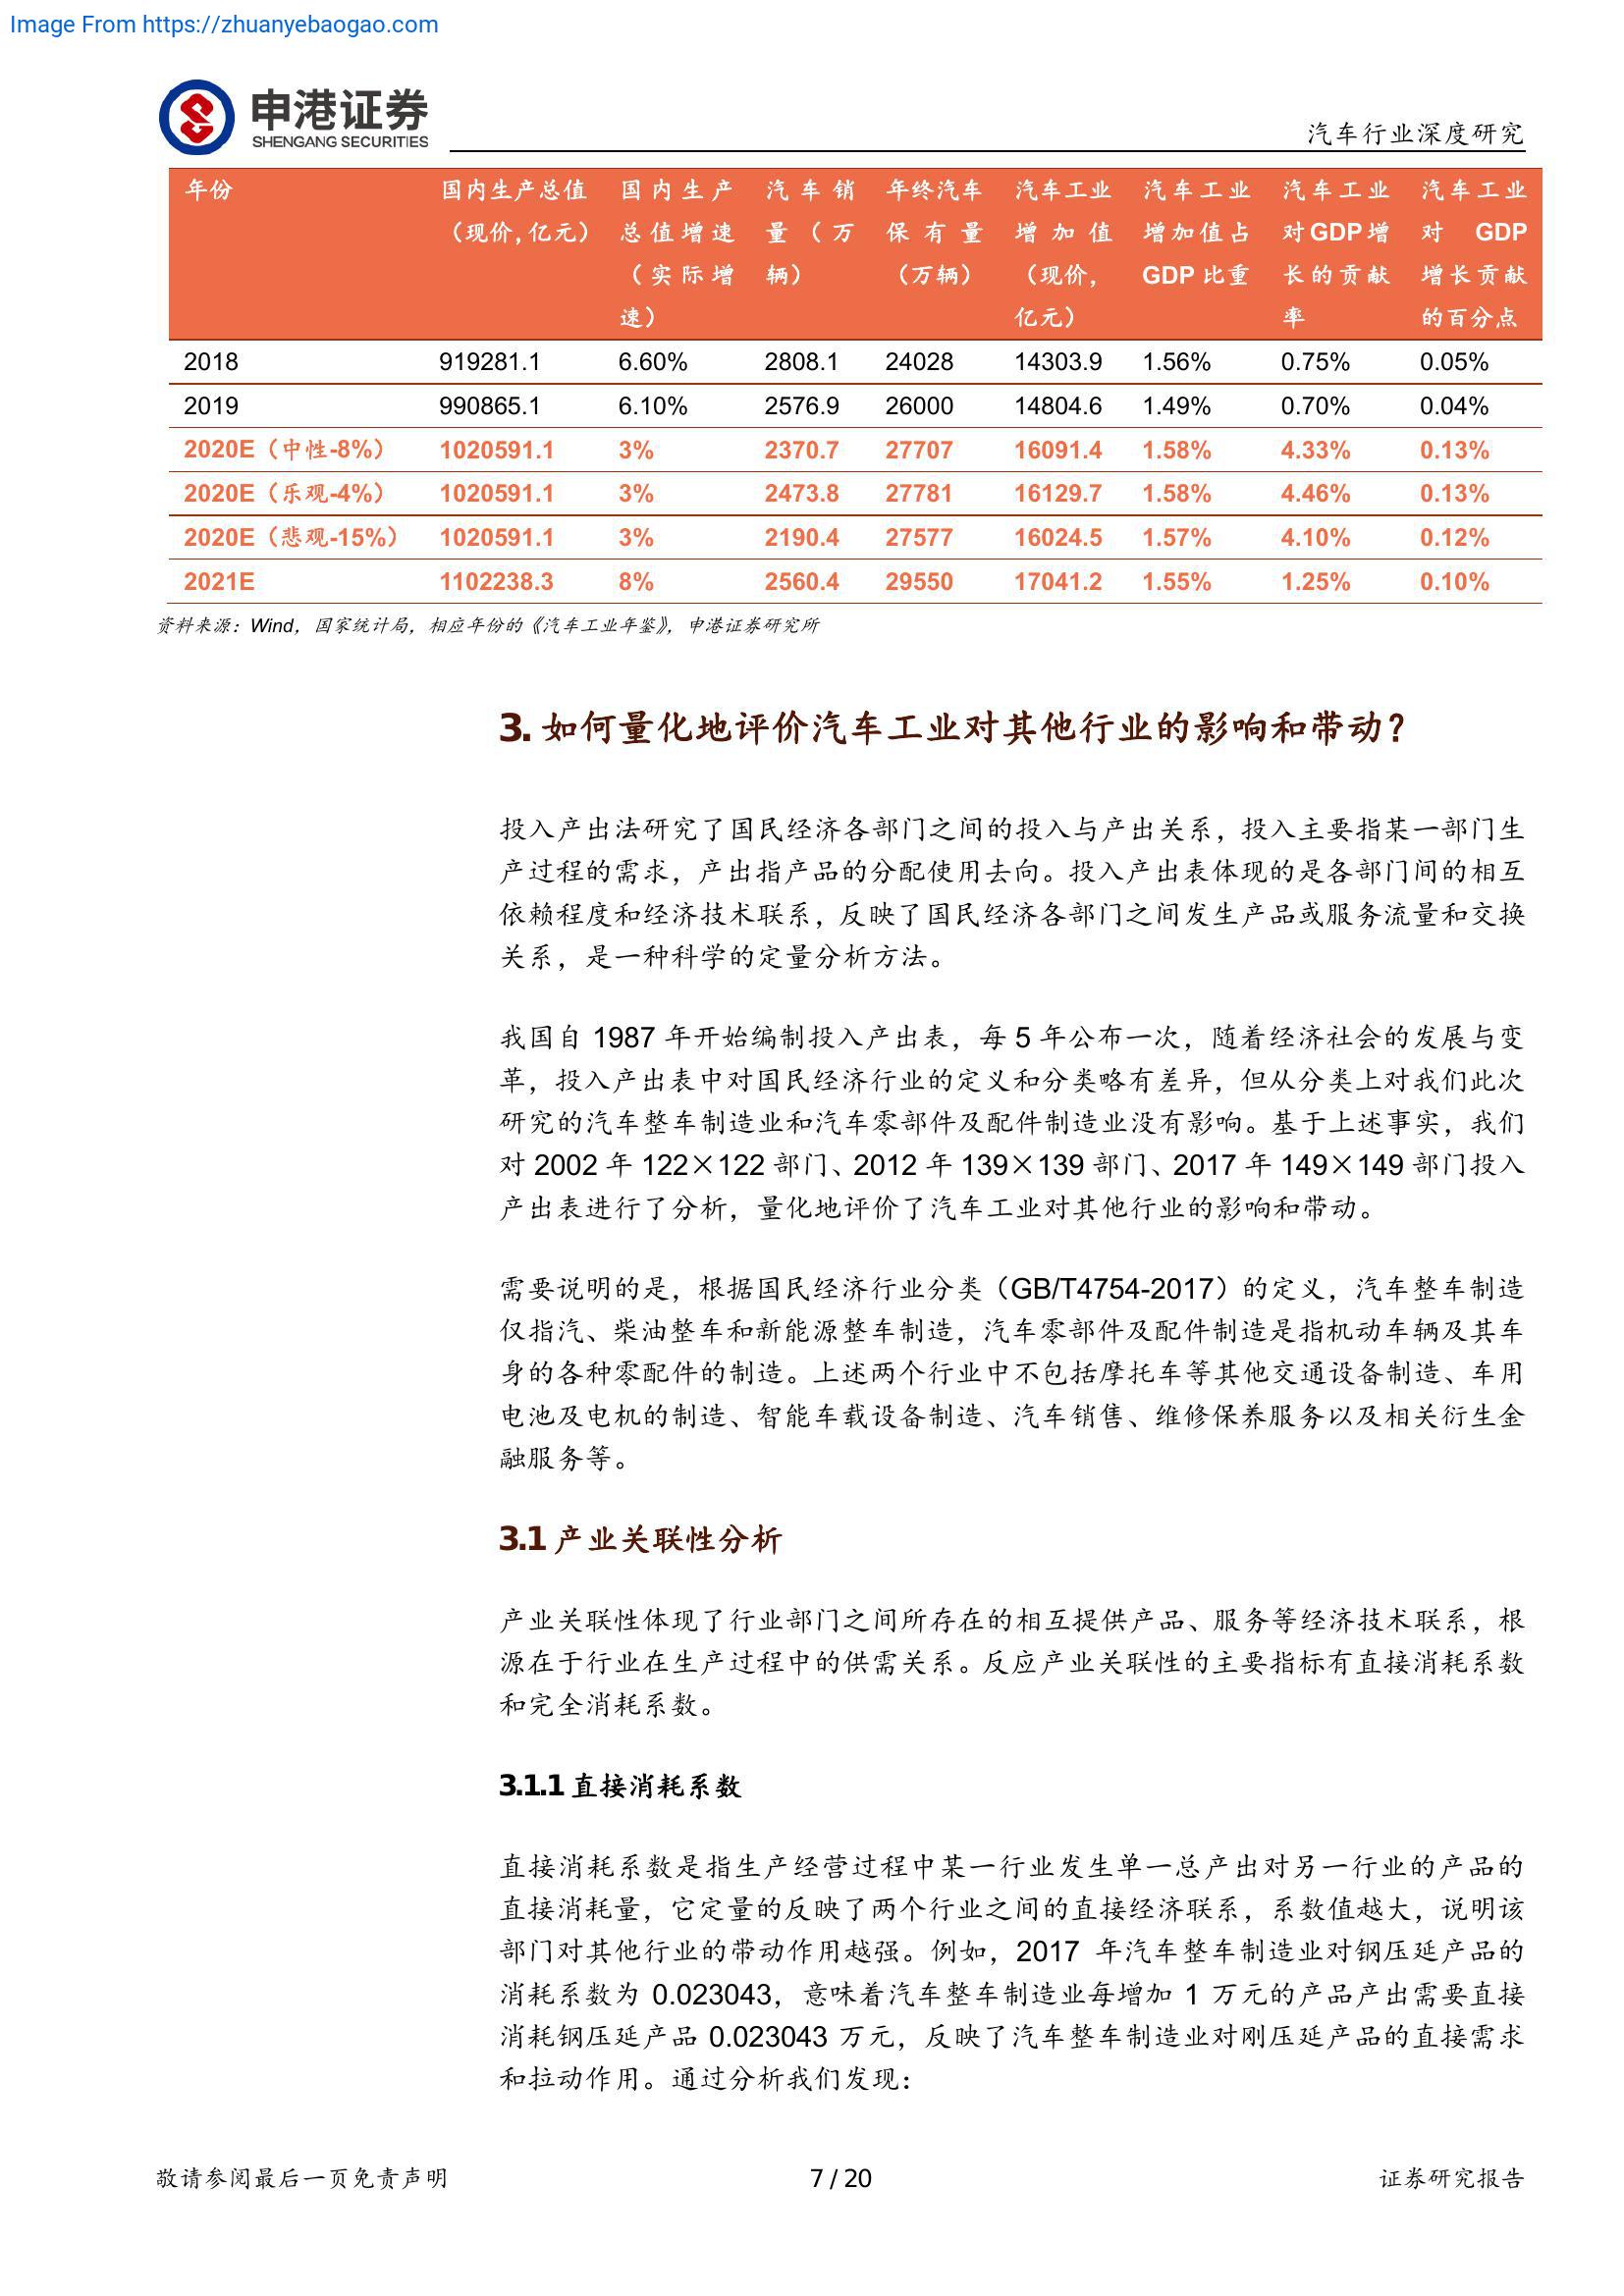 Image From https://zhuanyebaogao.com
申港证券
SHENGANG SECURITIES
汽车行业深度研究
年份 国内生产总值（现价,亿元） 国内生产总值增速（实际增速） 汽车销量（万辆） 年终汽车保有量（万辆） 汽车工业增加值（现价，亿元） 汽车工业增加值占GDP 比重 汽车工业对GDP增长的贡献率 汽车工业对 GDP 增长贡献的百分点
2018 919281.1 6.60% 2808.1 24028 14303.9 1.56% 0.75% 0.05%
2019 990865.1 6.10% 2576.9 26000 14804.6 1.49% 0.70% 0.04%
2020E（中性-8%） 1020591.1 3% 2370.7 27707 16091.4 1.58% 4.33% 0.13%
2020E（乐观-4%） 1020591.1 3% 2473.8 27781 16129.7 1.58% 4.46% 0.13%
2020E（悲观-15%） 1020591.1 3% 2190.4 27577 16024.5 1.57% 4.10% 0.12%
2021E 1102238.3 8% 2560.4 29550 17041.2 1.55% 1.25% 0.10%
资料来源：Wind，国家统计局，相应年份的《汽车工业年鉴》，申港证券研究所
3. 如何量化地评价汽车工业对其他行业的影响和带动？
投入产出法研究了国民经济各部门之间的投入与产出关系，投入主要指某一部门生
产过程的需求，产出指产品的分配使用去向。投入产出表体现的是各部门间的相互
依赖程度和经济技术联系，反映了国民经济各部门之间发生产品或服务流量和交换
关系，是一种科学的定量分析方法。
我国自 1987 年开始编制投入产出表，每 5 年公布一次，随着经济社会的发展与变
革，投入产出表中对国民经济行业的定义和分类略有差异，但从分类上对我们此次
研究的汽车整车制造业和汽车零部件及配件制造业没有影响。基于上述事实，我们
对 2002 年 122×122 部门、2012 年 139×139 部门、2017 年 149×149 部门投入
产出表进行了分析，量化地评价了汽车工业对其他行业的影响和带动。
需要说明的是，根据国民经济行业分类（GB/T4754-2017）的定义，汽车整车制造
仅指汽、柴油整车和新能源整车制造，汽车零部件及配件制造是指机动车辆及其车
身的各种零配件的制造。上述两个行业中不包括摩托车等其他交通设备制造、车用
电池及电机的制造、智能车载设备制造、汽车销售、维修保养服务以及相关衍生金
融服务等。
3.1 产业关联性分析
产业关联性体现了行业部门之间所存在的相互提供产品、服务等经济技术联系，根
源在于行业在生产过程中的供需关系。反应产业关联性的主要指标有直接消耗系数
和完全消耗系数。
3.1.1 直接消耗系数
直接消耗系数是指生产经营过程中某一行业发生单一总产出对另一行业的产品的
直接消耗量，它定量的反映了两个行业之间的直接经济联系，系数值越大，说明该
部门对其他行业的带动作用越强。例如，2017 年汽车整车制造业对钢压延产品的
消耗系数为 0.023043，意味着汽车整车制造业每增加 1 万元的产品产出需要直接
消耗钢压延产品 0.023043 万元，反映了汽车整车制造业对刚压延产品的直接需求
和拉动作用。通过分析我们发现：
敬请参阅最后一页免责声明 7 / 20 证券研究报告